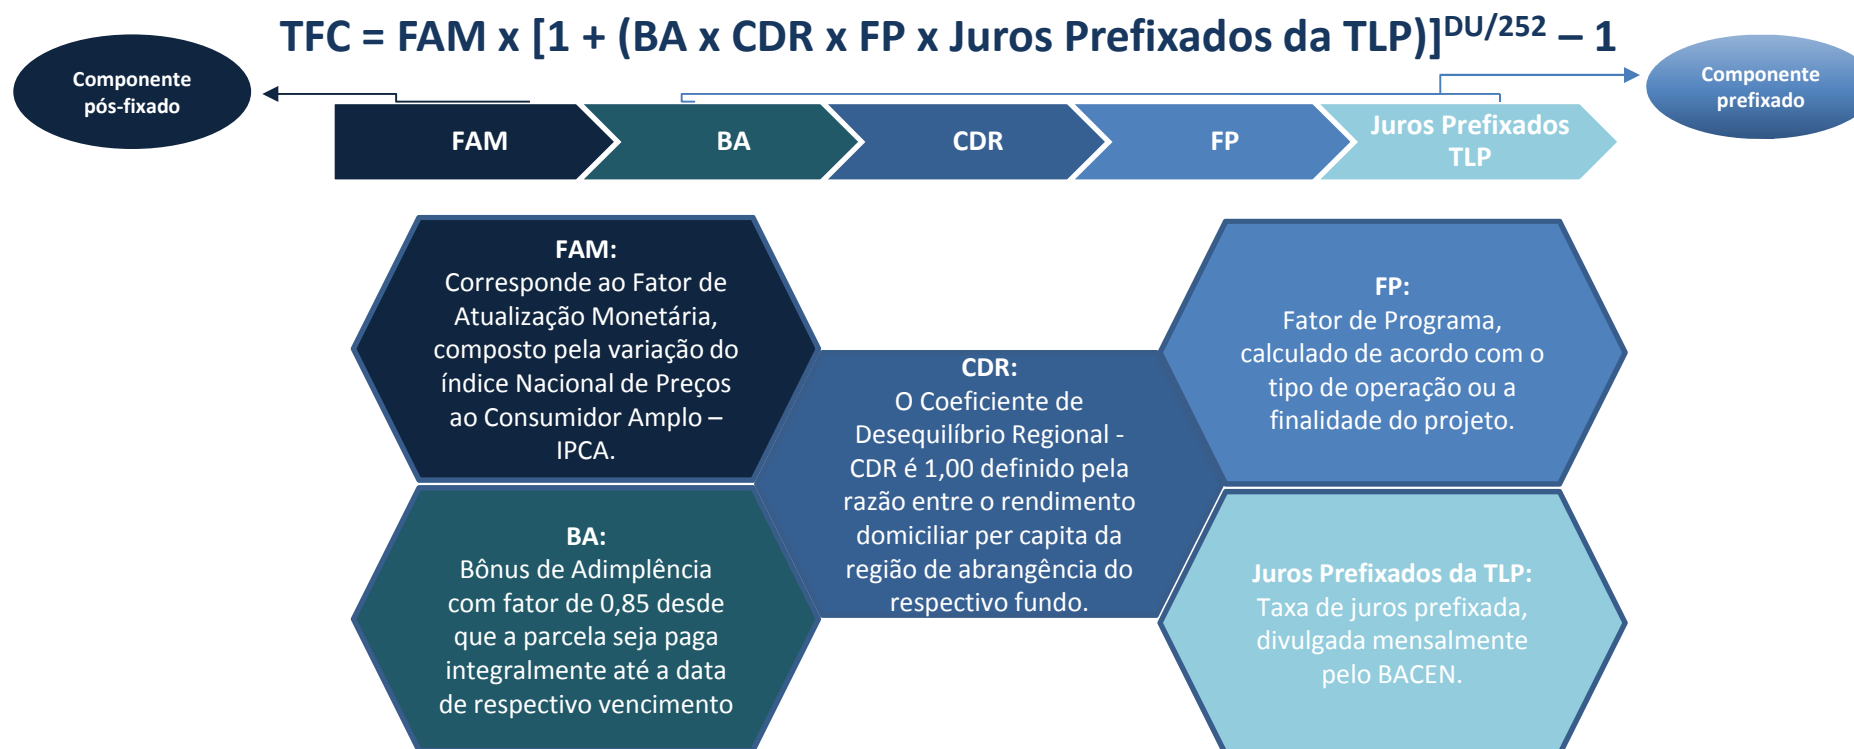 TFC = FAM x [1 + (BA x CDR x FP x Juros Prefixados da TLP)]^DU/252 – 1
Componente
pós-fixado
Componente
prefixado
FAM
BA
CDR
FP
Juros Prefixados
TLP
FAM:
Corresponde ao Fator de
Atualização Monetária,
composto pela variação do
índice Nacional de Preços
ao Consumidor Amplo –
IPCA.
BA:
Bônus de Adimplência
com fator de 0,85 desde
que a parcela seja paga
integralmente até a data
de respectivo vencimento
CDR:
O Coeficiente de
Desequilíbrio Regional -
CDR é 1,00 definido pela
razão entre o rendimento
domiciliar per capita da
região de abrangência do
respectivo fundo.
FP:
Fator de Programa,
calculado de acordo com o
tipo de operação ou a
finalidade do projeto.
Juros Prefixados da TLP:
Taxa de juros prefixada,
divulgada mensalmente
pelo BACEN.